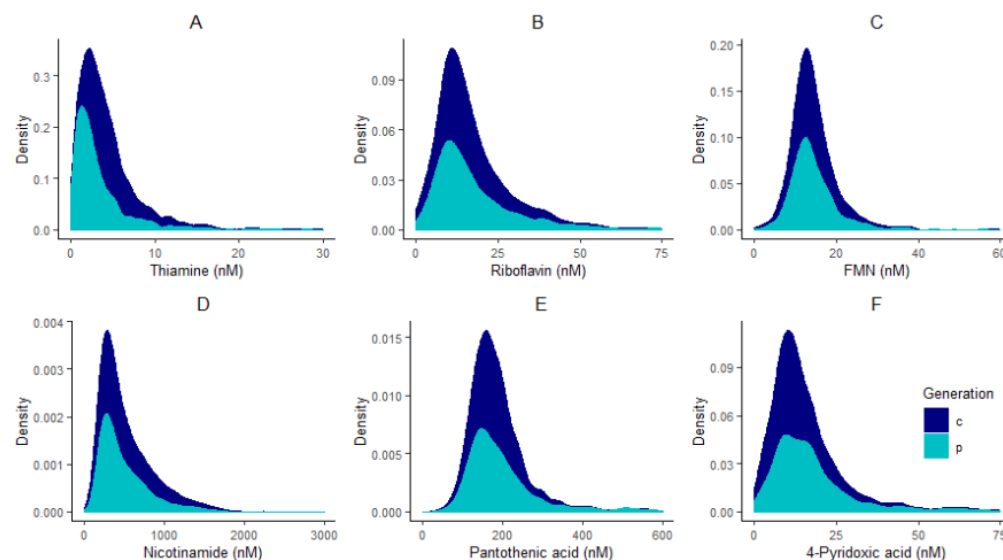 A
Density
0.3
0.2
0.1
0.0
0
10
20
30
Thiamine (nM)
B
Density
0.09
0.06
0.03
0.00
0
25
50
75
Riboflavin (nM)
C
Density
0.20
0.15
0.10
0.05
0.00
0
20
40
60
FMN (nM)
D
Density
0.004
0.003
0.002
0.001
0.000
0
1000
2000
3000
Nicotinamide (nM)
E
Density
0.015
0.010
0.005
0.000
0
200
400
600
Pantothenic acid (nM)
F
Density
0.09
0.06
0.03
0.00
0
25
50
75
4-Pyridoxic acid (nM)
Generation
c
p